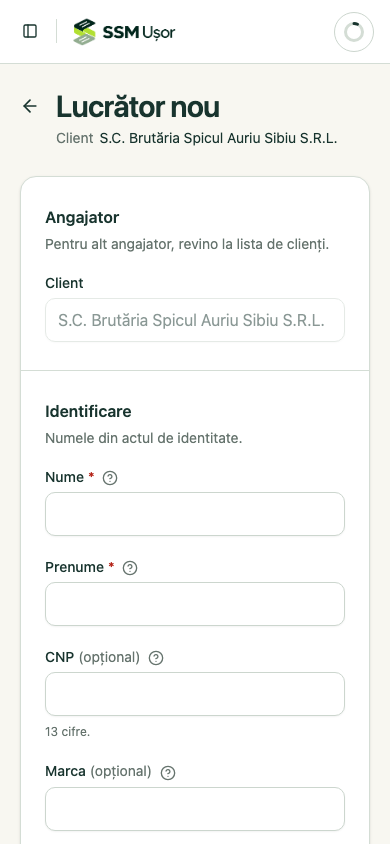 SSM Ușor
Lucrător nou
Client S.C. Brutăria Spicul Auriu Sibiu S.R.L.
Angajator
Pentru alt angajator, revino la lista de clienți.
Client
S.C. Brutăria Spicul Auriu Sibiu S.R.L.
Identificare
Numele din actul de identitate.
Nume *
Prenume *
CNP (opțional)
13 cifre.
Marca (opțional)